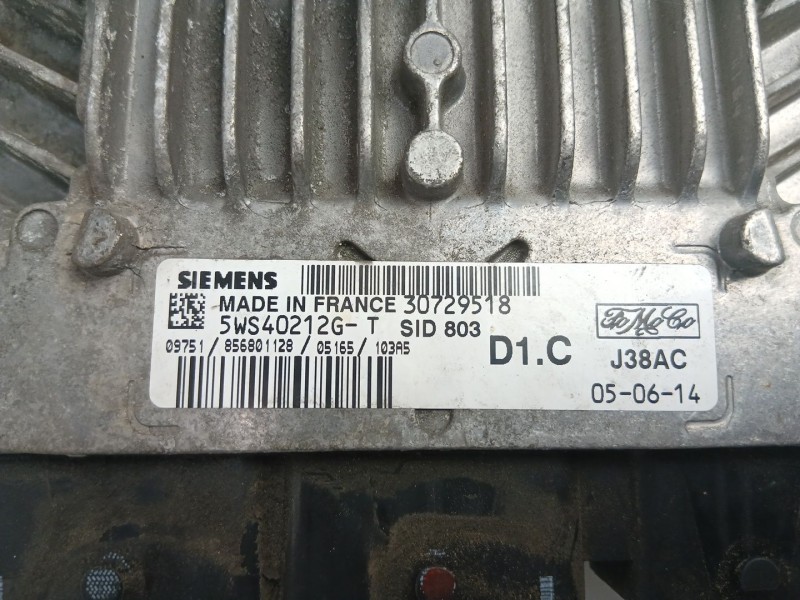 SIEMENS
MADE IN FRANCE 30729518
5WS40212G-T SID 803
09751/856801128/05165/103A5
D1.C
FoMoCo
J38AC
05-06-14